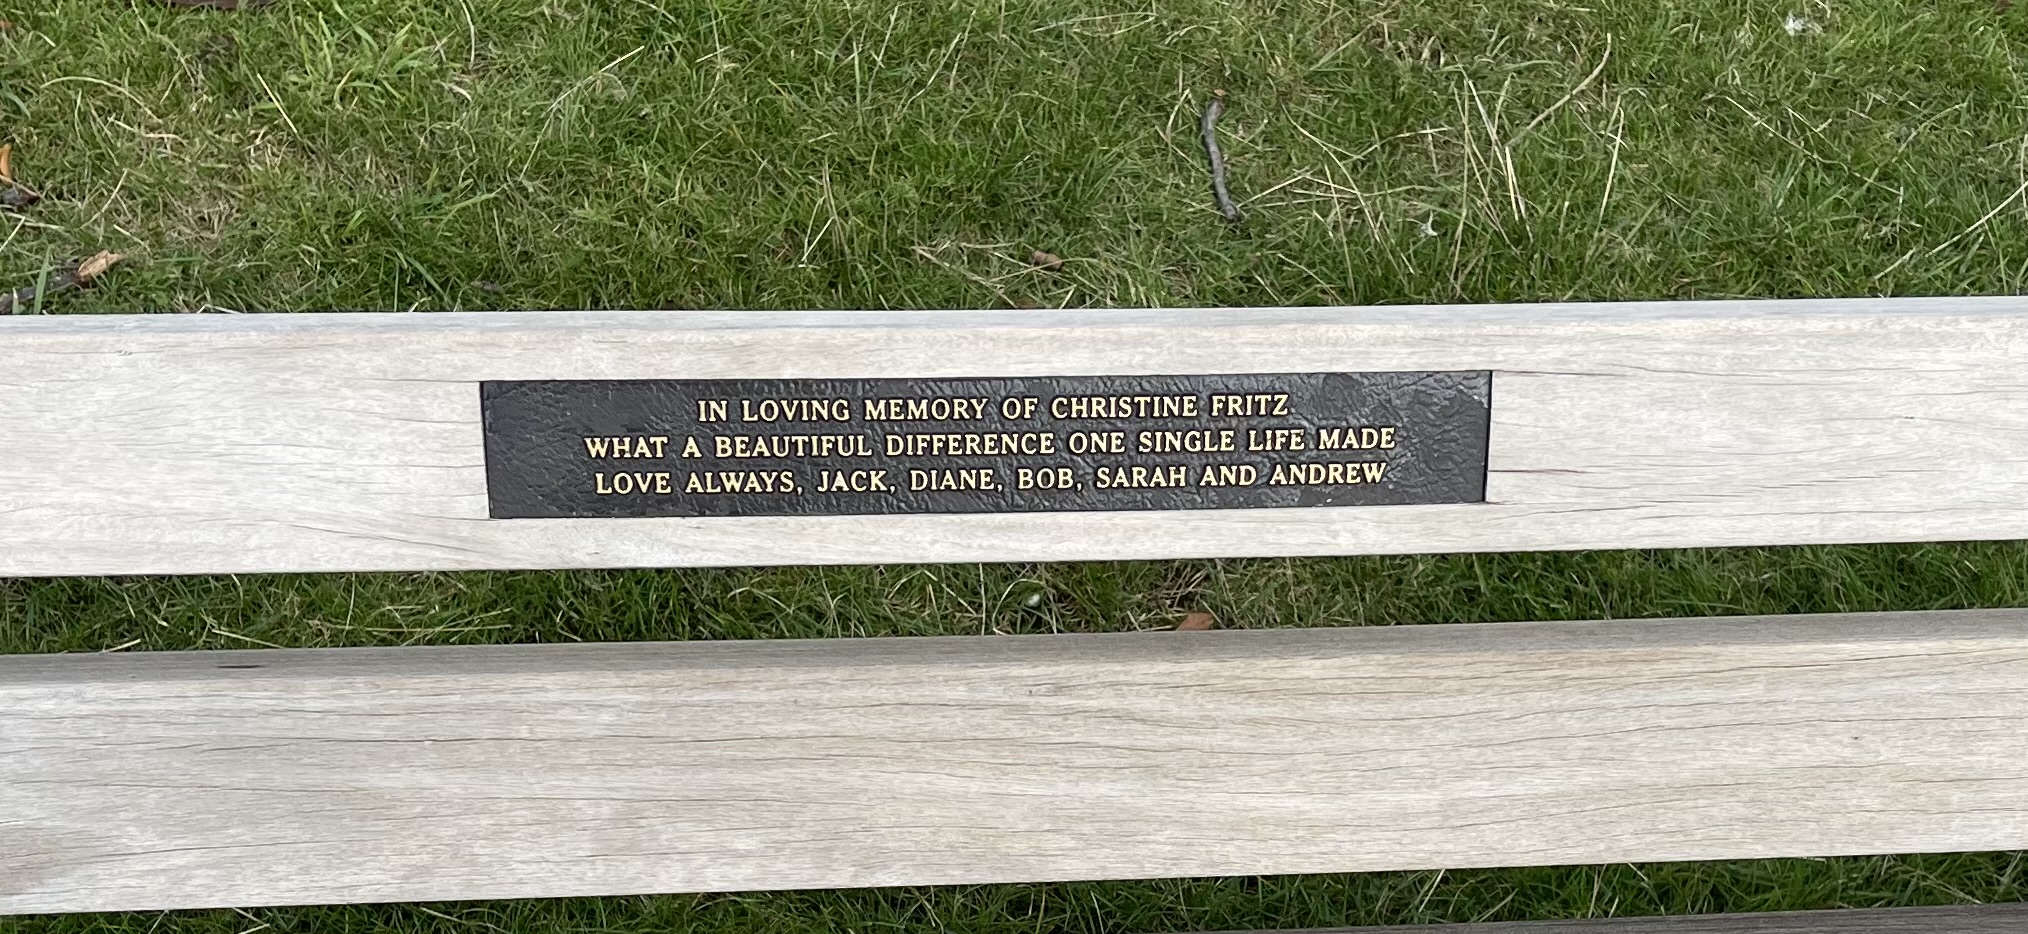 IN LOVING MEMORY OF CHRISTINE FRITZ
WHAT A BEAUTIFUL DIFFERENCE ONE SINGLE LIFE MADE
LOVE ALWAYS, JACK, DIANE, BOB, SARAH AND ANDREW